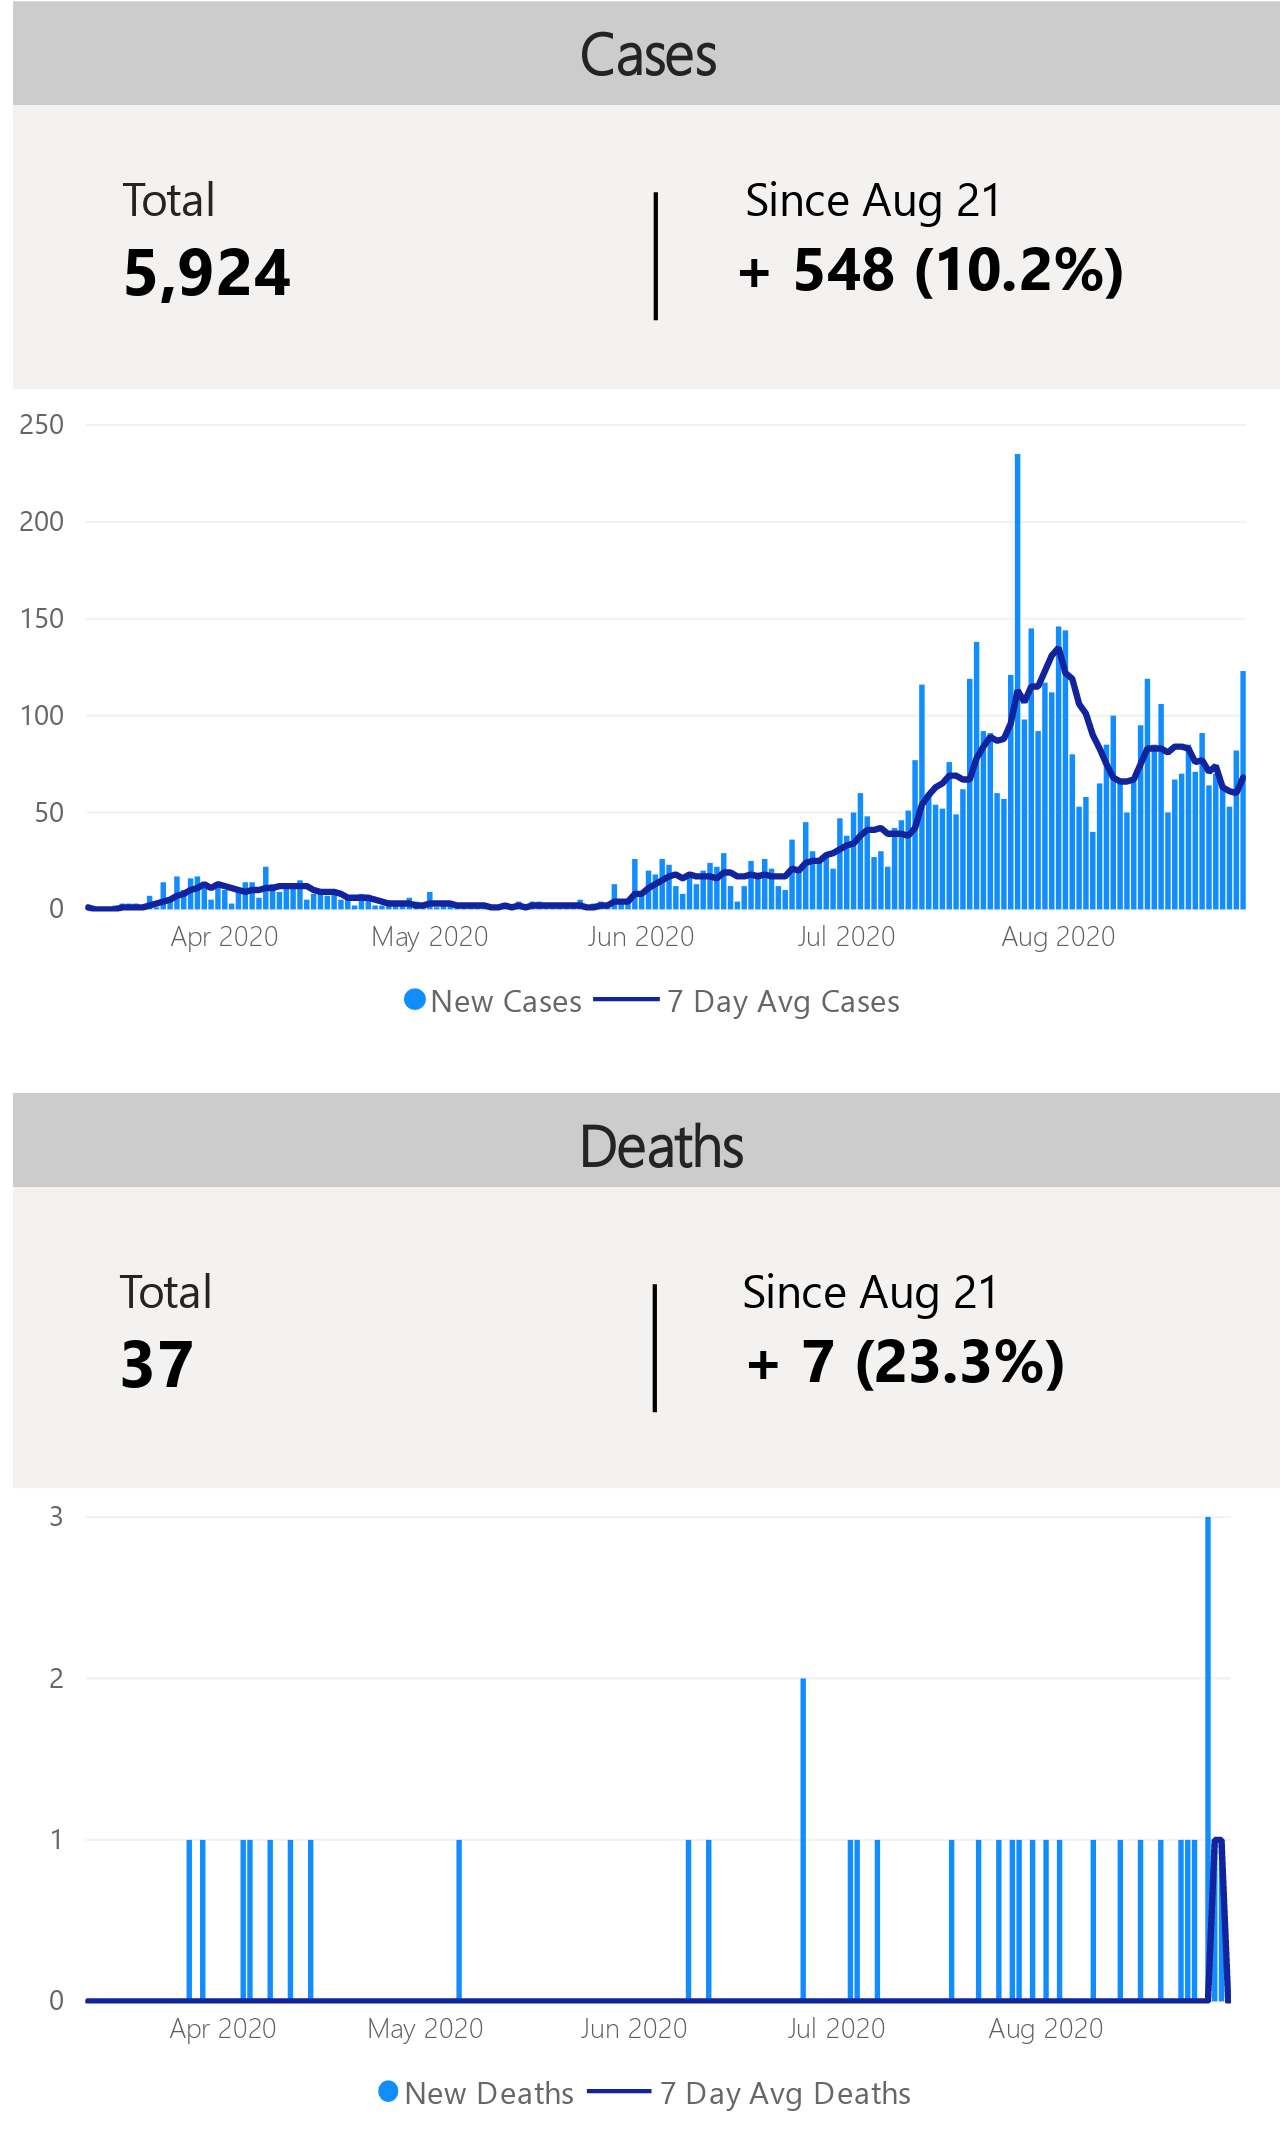 Cases
Total
Since Aug 21
5,924
+ 548 (10.2%)
250
200
150
100
50
0
Apr 2020
May 2020
Jun 2020
Jul 2020
Aug 2020
New Cases
7 Day Avg Cases
Deaths
Total
Since Aug 21
37
+ 7 (23.3%)
3
2
1
0
Apr 2020
May 2020
Jun 2020
Jul 2020
Aug 2020
New Deaths
7 Day Avg Deaths